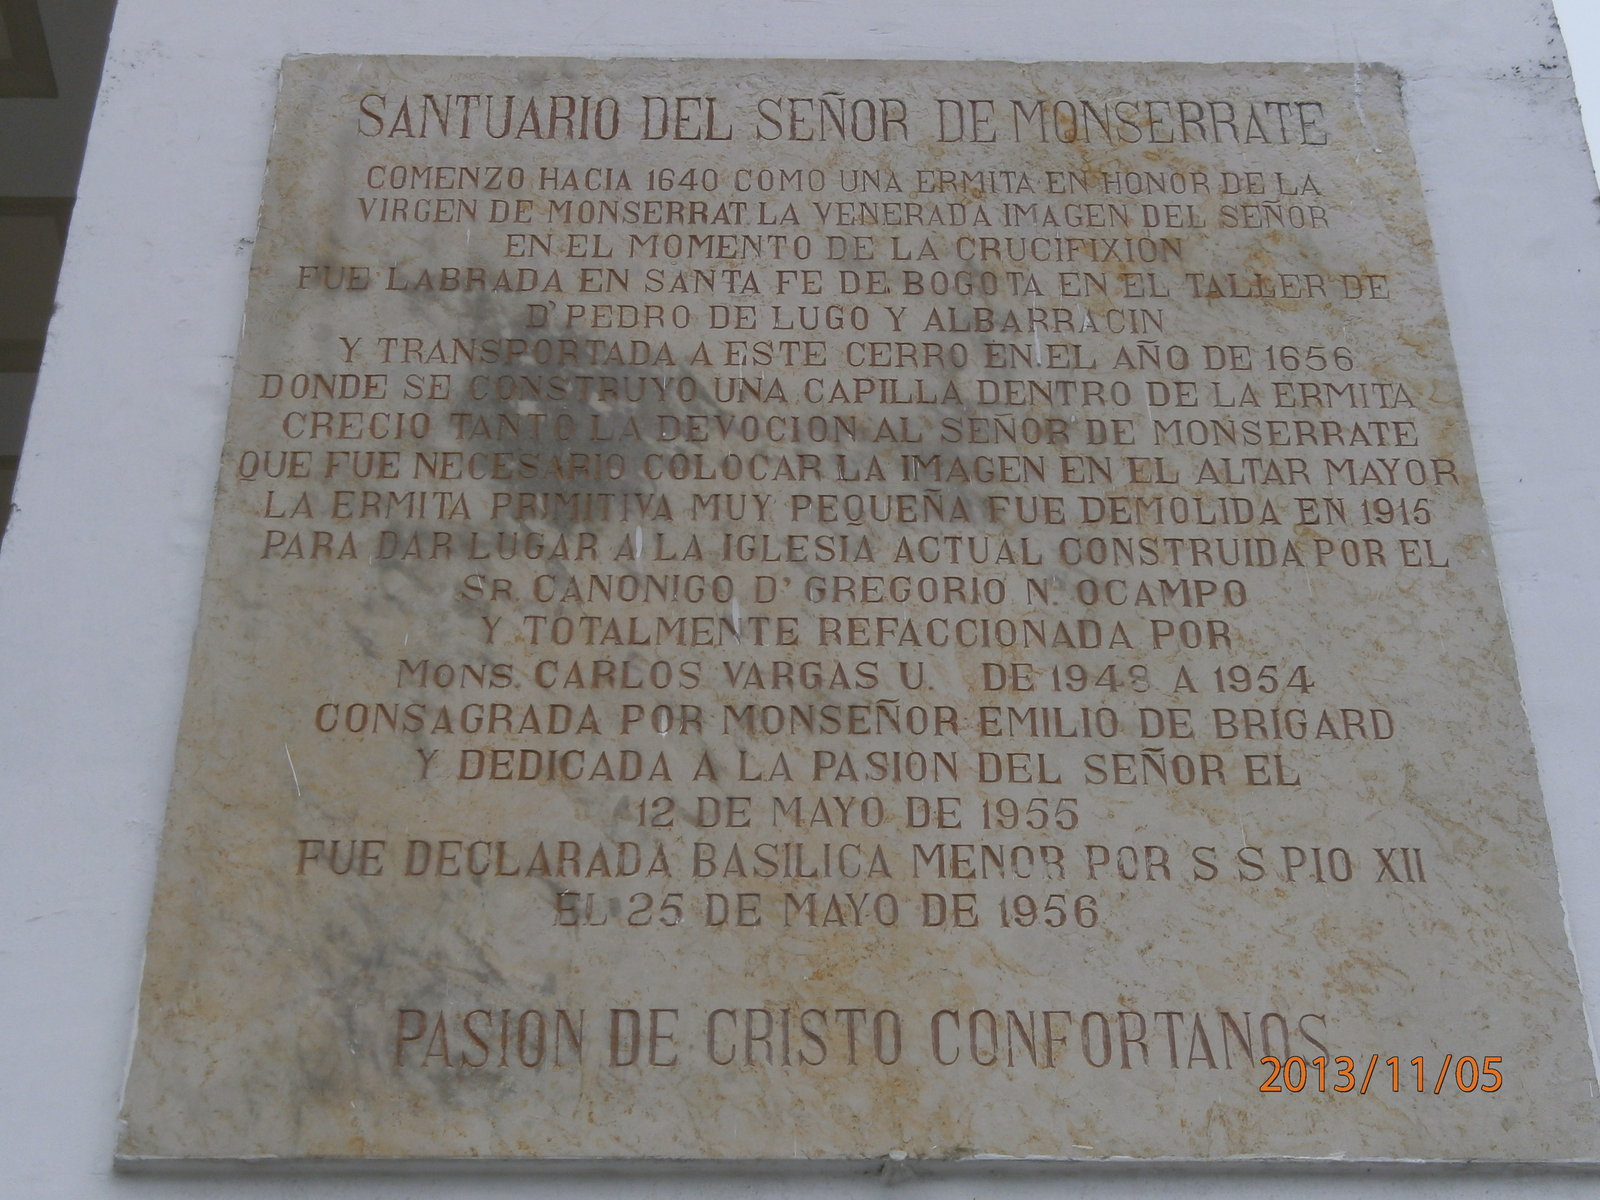 SANTUARIO DEL SEÑOR DE MONSERRATE
COMENZO HACIA 1640 COMO UNA ERMITA EN HONOR DE LA
VIRGEN DE MONSERRAT. LA VENERADA IMAGEN DEL SEÑOR
EN EL MOMENTO DE LA CRUCIFIXION
FUE LABRADA EN SANTA FE DE BOGOTA EN EL TALLER DE
D' PEDRO DE LUGO Y ALBARRACIN
Y TRANSPORTADA A ESTE CERRO EN EL AÑO DE 1656
DONDE SE CONSTRUYO UNA CAPILLA DENTRO DE LA ERMITA
CRECIO TANTO LA DEVOCION AL SEÑOR DE MONSERRATE
QUE FUE NECESARIO COLOCAR LA IMAGEN EN EL ALTAR MAYOR
LA ERMITA PRIMITIVA MUY PEQUEÑA FUE DEMOLIDA EN 1915
PARA DAR LUGAR A LA IGLESIA ACTUAL CONSTRUIDA POR EL
SR. CANONIGO D' GREGORIO N. OCAMPO
Y TOTALMENTE REFACCIONADA POR
MONS. CARLOS VARGAS U. DE 1948 A 1954
CONSAGRADA POR MONSEÑOR EMILIO DE BRIGARD
Y DEDICADA A LA PASION DEL SEÑOR EL
12 DE MAYO DE 1955
FUE DECLARADA BASILICA MENOR POR S S PIO XII
EL 25 DE MAYO DE 1956
PASION DE CRISTO CONFORTANOS
2013/11/05